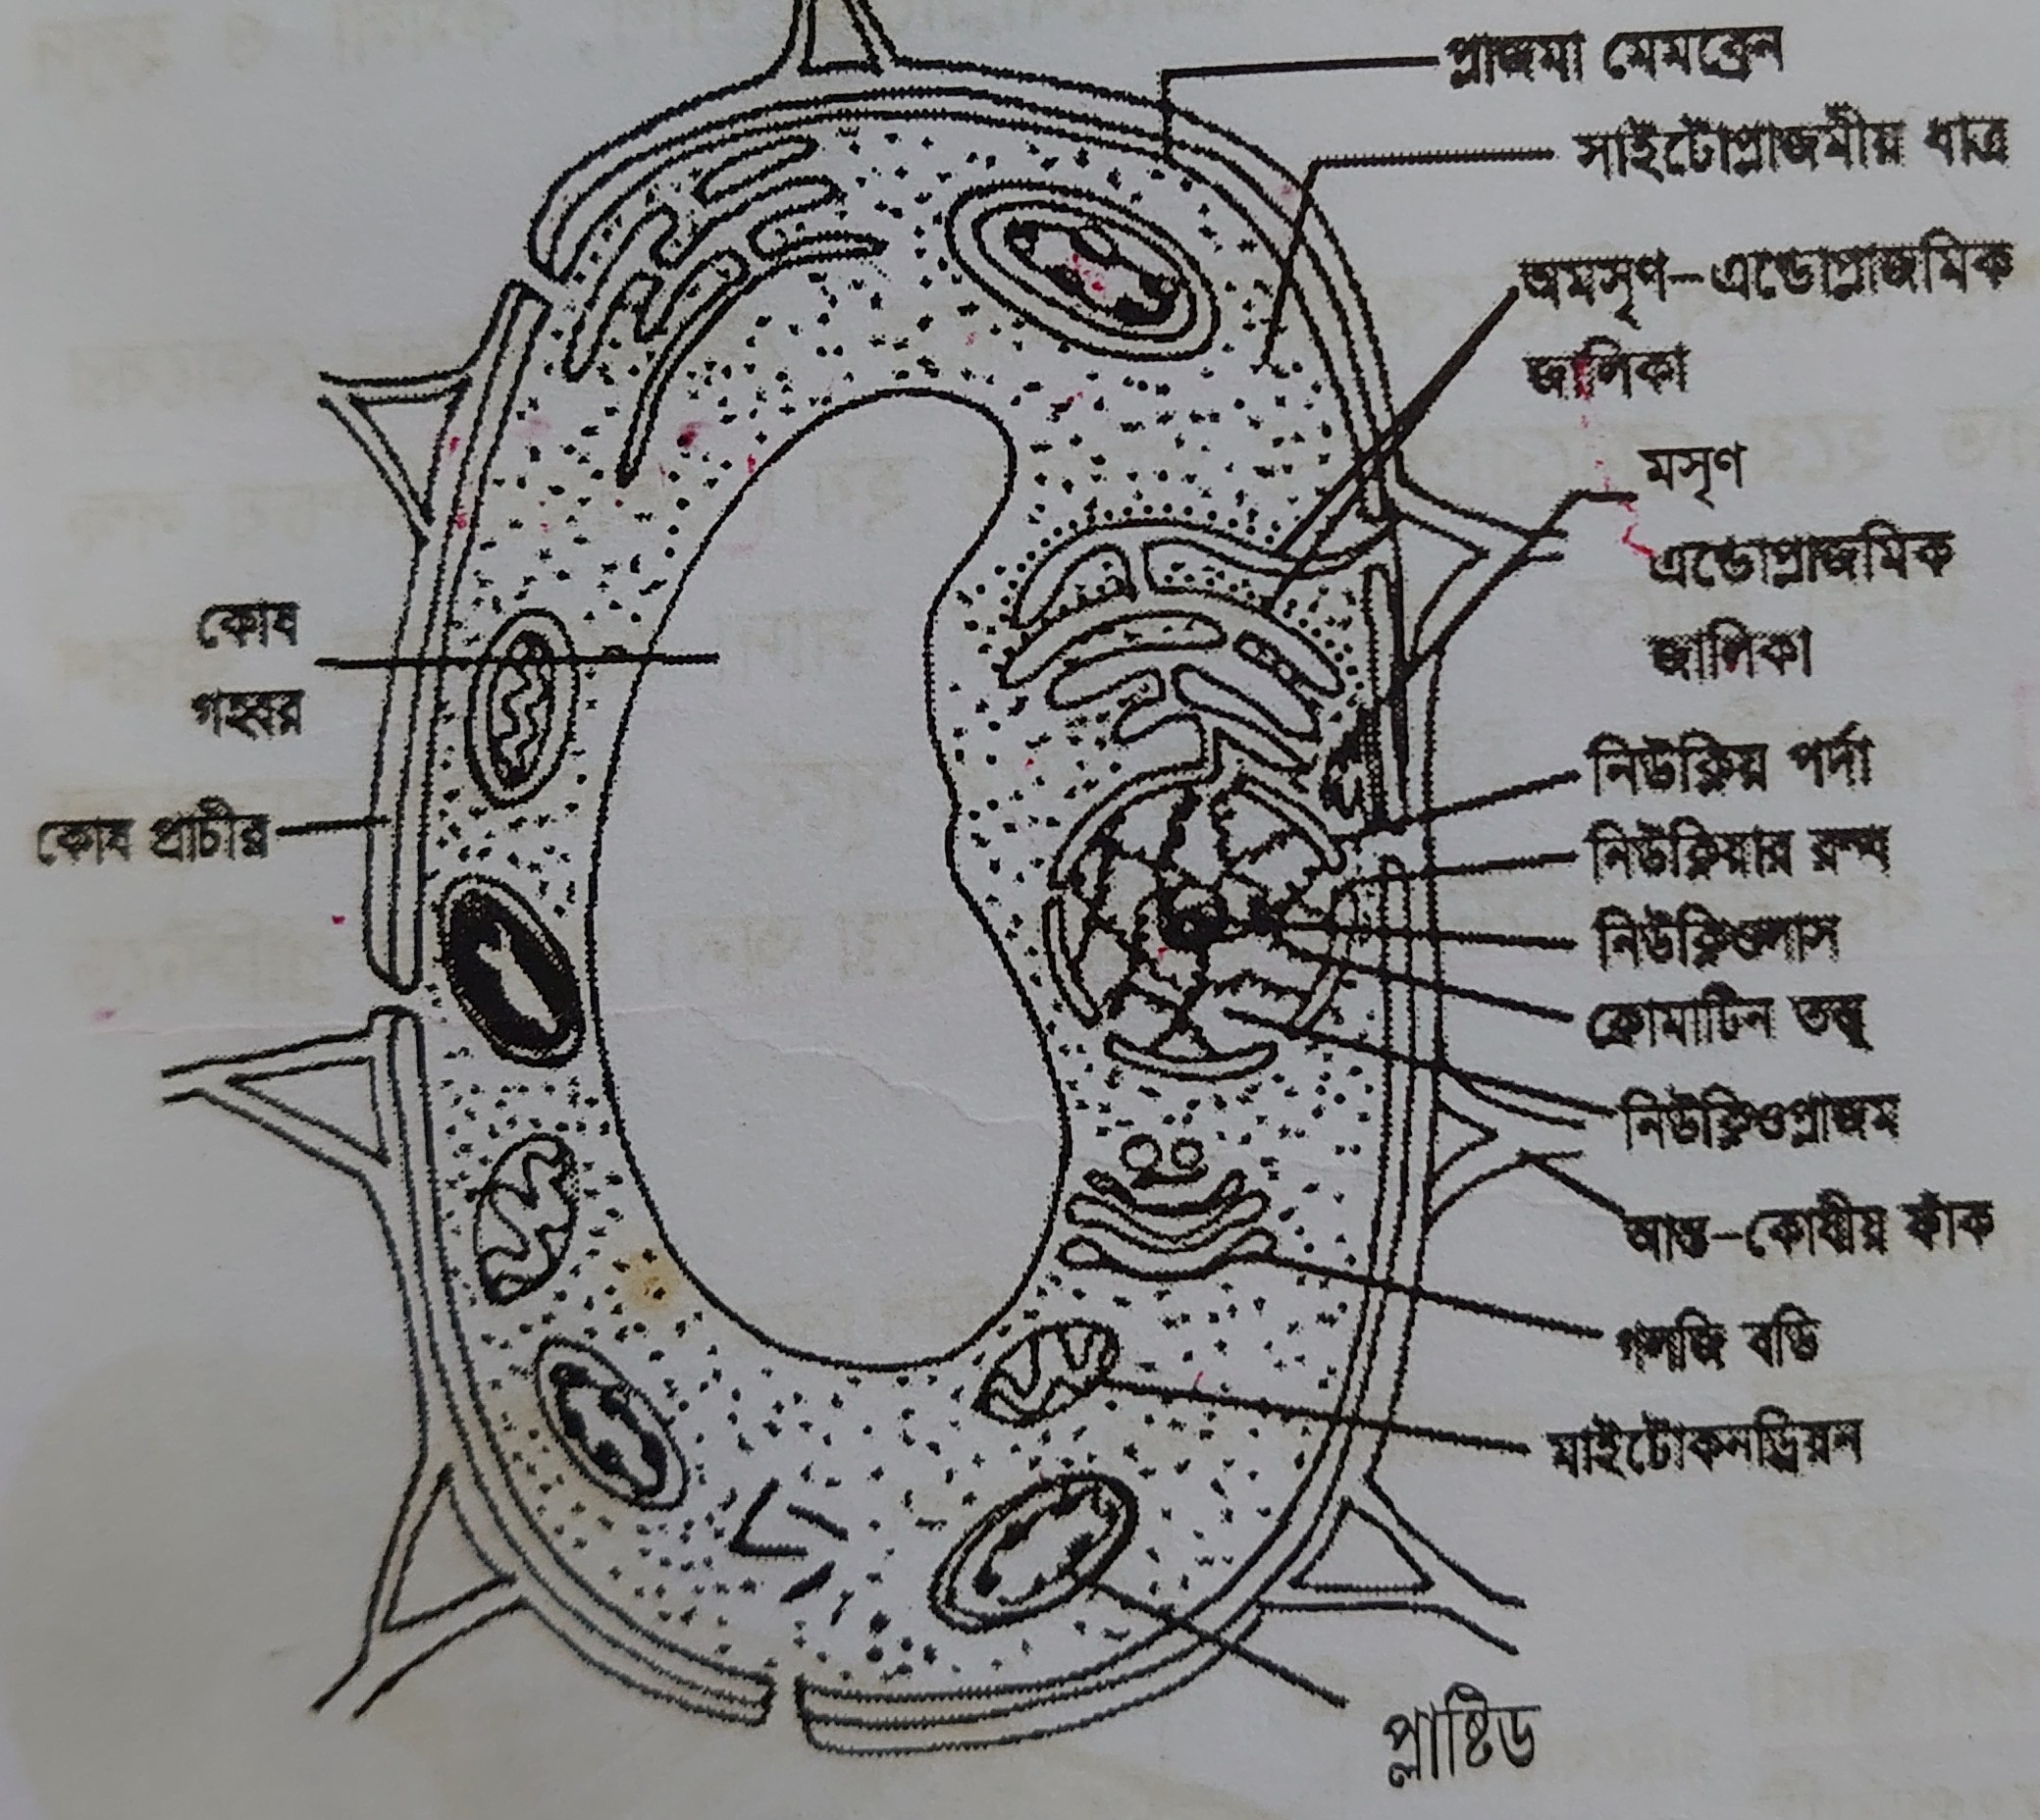 প্লাজমা মেমব্রেন
সাইটোপ্লাজমীয় ধাত্র
অমসৃণ-এন্ডোপ্লাজমিক
জালিকা
মসৃণ
এন্ডোপ্লাজমিক
জালিকা
কোষ
গহ্বর
নিউক্লিয় পর্দা
কোষ প্রাচীর
নিউক্লিয়ার রন্ধ্র
নিউক্লিওলাস
ক্রোমাটিন তন্তু
নিউক্লিওপ্লাজম
আন্ত-কোষীয় ফাঁক
গলজি বডি
মাইটোকনড্রিয়ন
প্লাষ্টিড